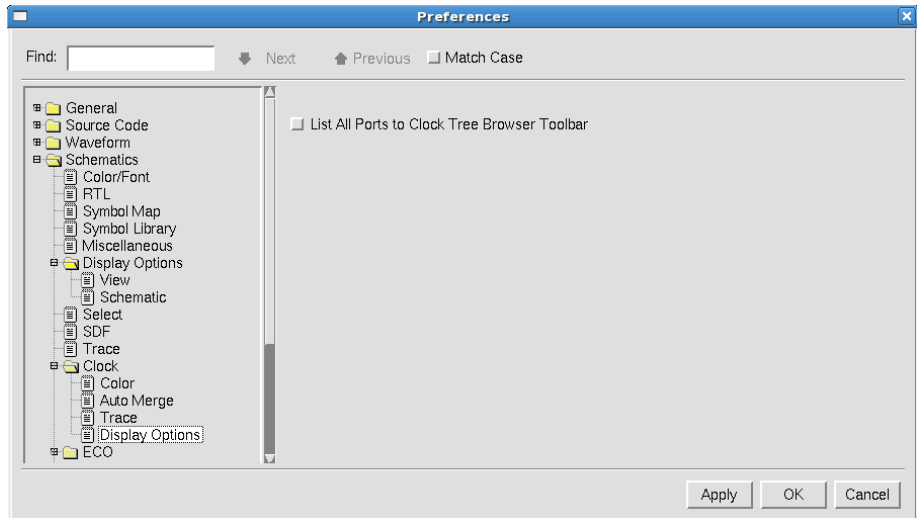 Preferences
Find: Next Previous Match Case
General
Source Code
Waveform
Schematics
Color/Font
RTL
Symbol Map
Symbol Library
Miscellaneous
Display Options
View
Schematic
Select
SDF
Trace
Clock
Color
Auto Merge
Trace
Display Options
ECO
List All Ports to Clock Tree Browser Toolbar
Apply OK Cancel